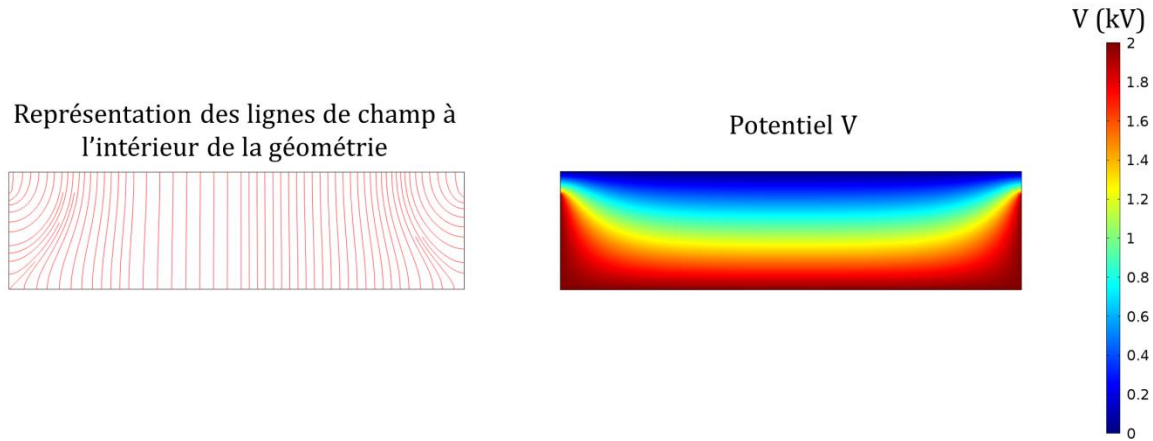 V (kV)
Représentation des lignes de champ à
l’intérieur de la géométrie
Potentiel V
2
1.8
1.6
1.4
1.2
1
0.8
0.6
0.4
0.2
0